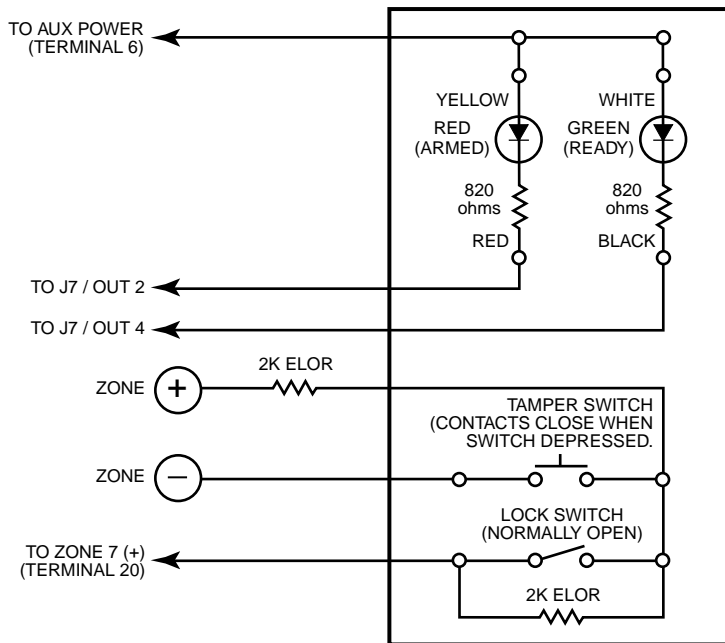 TO AUX POWER
(TERMINAL 6)
YELLOW
WHITE
RED
(ARMED)
GREEN
(READY)
820
ohms
820
ohms
RED
BLACK
TO J7 / OUT 2
TO J7 / OUT 4
2K ELOR
ZONE +
TAMPER SWITCH
(CONTACTS CLOSE WHEN
SWITCH DEPRESSED.
ZONE −
LOCK SWITCH
(NORMALLY OPEN)
TO ZONE 7 (+)
(TERMINAL 20)
2K ELOR